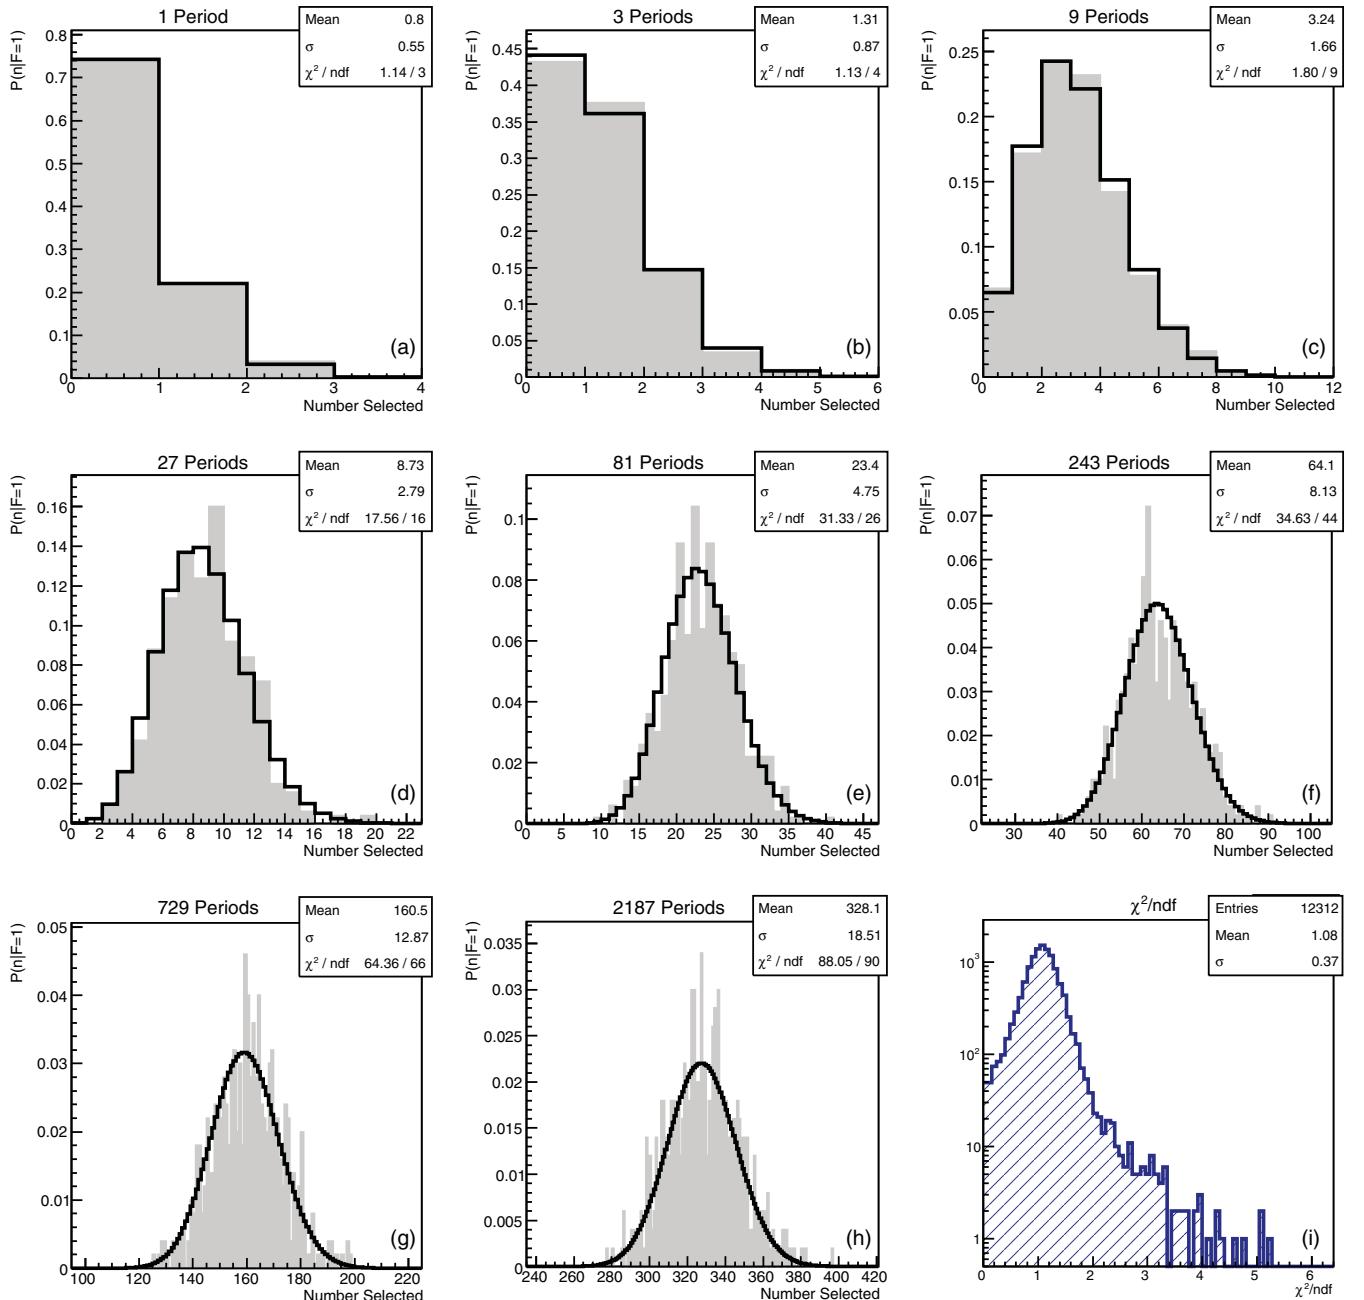 1 Period
Mean 0.8
σ 0.55
χ² / ndf 1.14 / 3
P(n|F=1)
0.8
0.7
0.6
0.5
0.4
0.3
0.2
0.1
0
(a)
0 1 2 3 4
Number Selected
3 Periods
Mean 1.31
σ 0.87
χ² / ndf 1.13 / 4
P(n|F=1)
0.45
0.4
0.35
0.3
0.25
0.2
0.15
0.1
0.05
0
(b)
0 1 2 3 4 5 6
Number Selected
9 Periods
Mean 3.24
σ 1.66
χ² / ndf 1.80 / 9
P(n|F=1)
0.25
0.2
0.15
0.1
0.05
0
(c)
0 2 4 6 8 10 12
Number Selected
27 Periods
Mean 8.73
σ 2.79
χ² / ndf 17.56 / 16
P(n|F=1)
0.16
0.14
0.12
0.1
0.08
0.06
0.04
0.02
0
(d)
0 2 4 6 8 10 12 14 16 18 20 22
Number Selected
81 Periods
Mean 23.4
σ 4.75
χ² / ndf 31.33 / 26
P(n|F=1)
0.1
0.08
0.06
0.04
0.02
0
(e)
0 5 10 15 20 25 30 35 40 45
Number Selected
243 Periods
Mean 64.1
σ 8.13
χ² / ndf 34.63 / 44
P(n|F=1)
0.07
0.06
0.05
0.04
0.03
0.02
0.01
0
(f)
30 40 50 60 70 80 90 100
Number Selected
729 Periods
Mean 160.5
σ 12.87
χ² / ndf 64.36 / 66
P(n|F=1)
0.05
0.04
0.03
0.02
0.01
0
(g)
100 120 140 160 180 200 220
Number Selected
2187 Periods
Mean 328.1
σ 18.51
χ² / ndf 88.05 / 90
P(n|F=1)
0.035
0.03
0.025
0.02
0.015
0.01
0.005
0
(h)
240 260 280 300 320 340 360 380 400 420
Number Selected
χ²/ndf
Entries 12312
Mean 1.08
σ 0.37
10³
10²
10
1
(i)
0 1 2 3 4 5 6
χ²/ndf